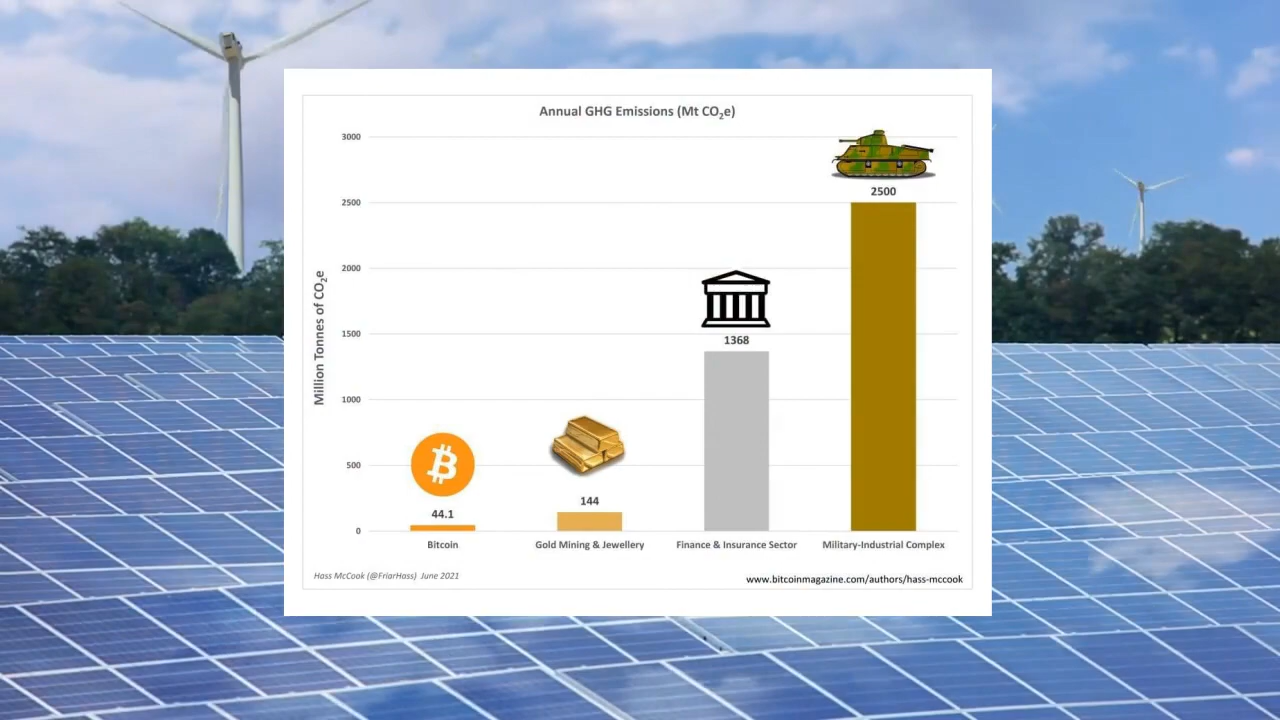 Annual GHG Emissions (Mt CO₂e)
Million Tonnes of CO₂e
3000
2500
2000
1500
1000
500
0
44.1
144
1368
2500
Bitcoin
Gold Mining & Jewellery
Finance & Insurance Sector
Military-Industrial Complex
Hass McCook (@FriarHass) June 2021
www.bitcoinmagazine.com/authors/hass-mccook